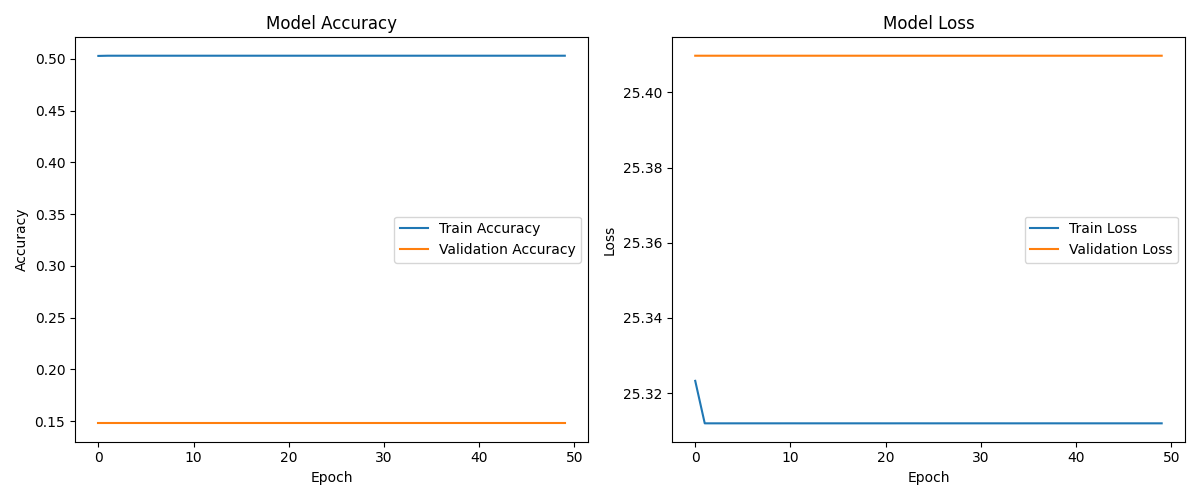 Model Accuracy
0.50
0.45
0.40
0.35
0.30
0.25
0.20
0.15
Accuracy
Train Accuracy
Validation Accuracy
0 10 20 30 40 50
Epoch
Model Loss
25.40
25.38
25.36
25.34
25.32
Loss
Train Loss
Validation Loss
0 10 20 30 40 50
Epoch